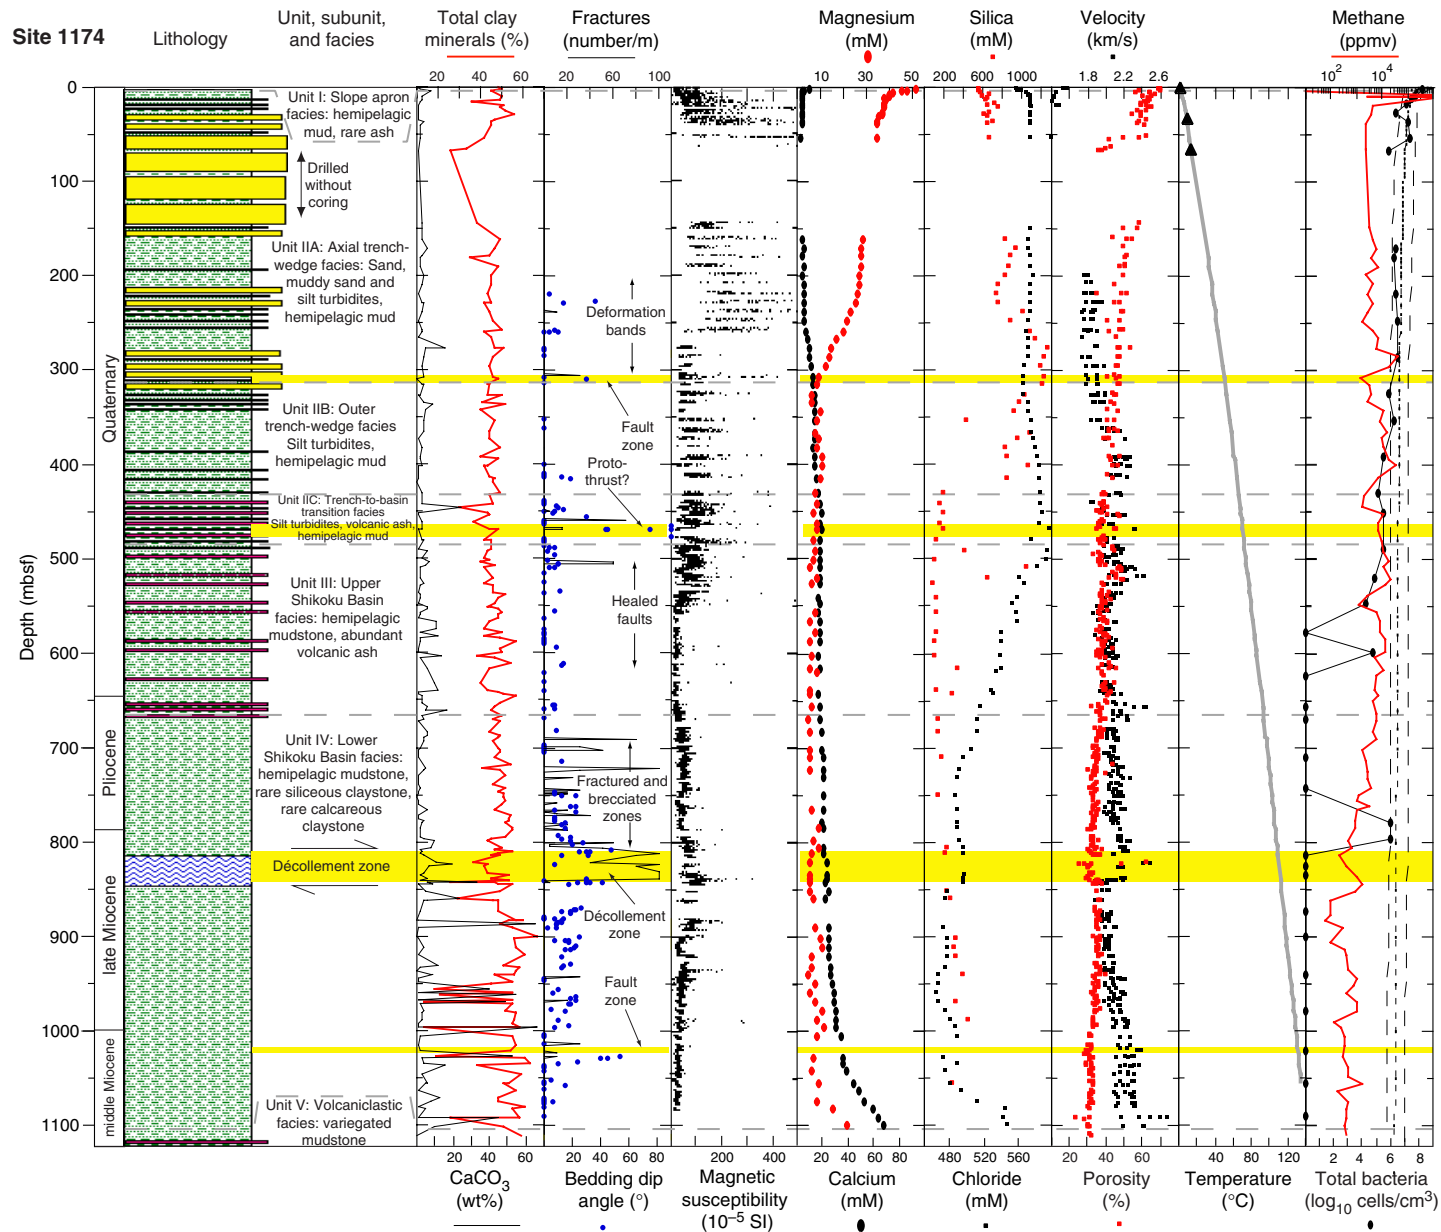 Site 1174
Lithology
Unit, subunit,
and facies
Total clay
minerals (%)
Fractures
(number/m)
Magnesium
(mM)
Silica
(mM)
Velocity
(km/s)
Methane
(ppmv)
20 40 60
20 60 100
10 30 50
200 600 1000
1.8 2.2 2.6
10² 10⁴
Depth (mbsf)
0
100
200
300
400
500
600
700
800
900
1000
1100
Quaternary
Pliocene
late Miocene
middle Miocene
Unit I: Slope apron
facies: hemipelagic
mud, rare ash
Drilled
without
coring
Unit IIA: Axial trench-
wedge facies: Sand,
muddy sand and
silt turbidites,
hemipelagic mud
Unit IIB: Outer
trench-wedge facies
Silt turbidites,
hemipelagic mud
Unit IIC: Trench-to-basin
transition facies
Silt turbidites, volcanic ash,
hemipelagic mud
Unit III: Upper
Shikoku Basin
facies: hemipelagic
mudstone, abundant
volcanic ash
Unit IV: Lower
Shikoku Basin facies:
hemipelagic mudstone,
rare siliceous claystone,
rare calcareous
claystone
Décollement zone
Unit V: Volcaniclastic
facies: variegated
mudstone
Deformation
bands
Fault
zone
Proto-
thrust?
Healed
faults
Fractured and
brecciated
zones
Décollement
zone
Fault
zone
20 40 60
20 40 60 80
200 400
20 40 60 80
480 520 560
20 40 60 80
20 40 60 80 100 120
2 4 6 8
CaCO₃
(wt%)
Bedding dip
angle (°)
Magnetic
susceptibility
(10⁻⁵ SI)
Calcium
(mM)
Chloride
(mM)
Porosity
(%)
Temperature
(°C)
Total bacteria
(log₁₀ cells/cm³)